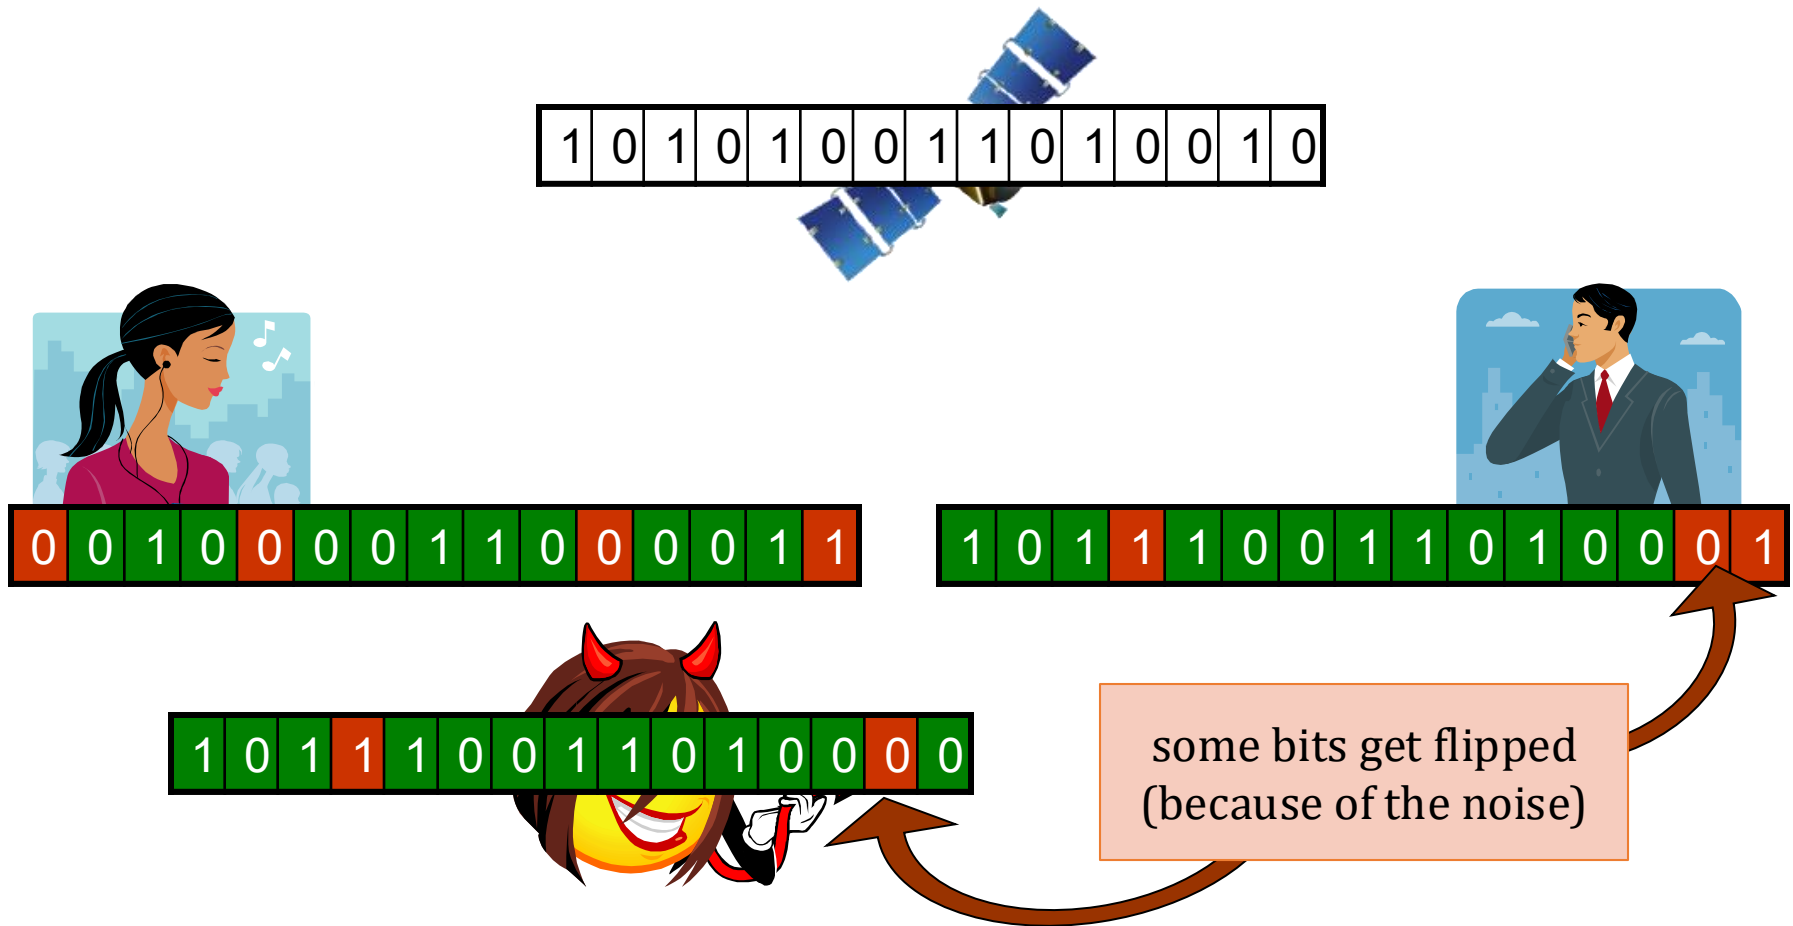 1 0 1 0 1 0 0 1 1 0 1 0 0 1 0
0 0 1 0 0 0 0 1 1 0 0 0 0 1 1
1 0 1 1 1 0 0 1 1 0 1 0 0 0 1
1 0 1 1 1 0 0 1 1 0 1 0 0 0 0
some bits get flipped
(because of the noise)